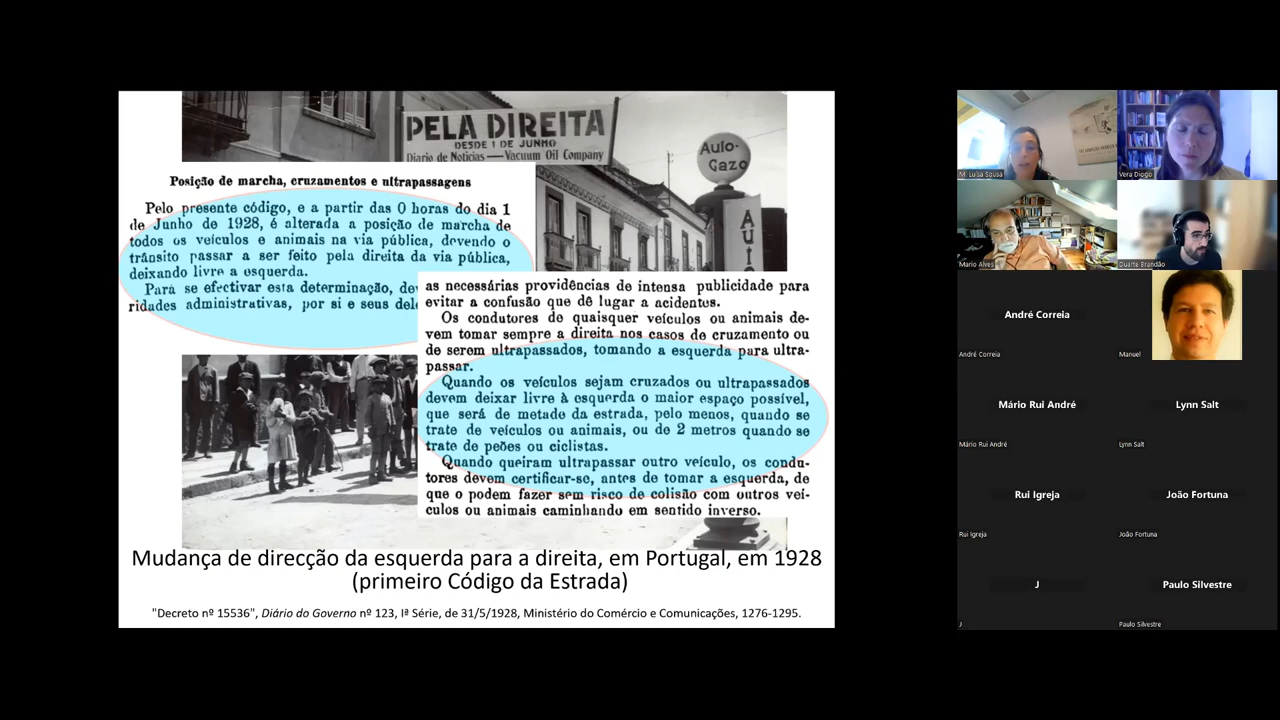 PELA DIREITA
DESDE 1 DE JUNHO
Diario de Noticias — Vacuum Oil Company
Auto-
Gazo
Auto
Posição de marcha, cruzamentos e ultrapassagens
Pelo presente código, e a partir das 0 horas do dia 1
de Junho de 1928, é alterada a posição de marcha de
todos os veículos e animais na via pública, devendo o
trânsito passar a ser feito pela direita da via pública,
deixando livre a esquerda.
Para se efectivar esta determinação, dev
ridades administrativas, por si e seus dele
as necessárias providências de intensa publicidade para
evitar a confusão que dê lugar a acidentes.
Os condutores de quaisquer veículos ou animais de-
vem tomar sempre a direita nos casos de cruzamento ou
de serem ultrapassados, tomando a esquerda para ultra-
passar.
Quando os veículos sejam cruzados ou ultrapassados
devem deixar livre à esquerda o maior espaço possível,
que será de metade da estrada, pelo menos, quando se
trate de veículos ou animais, ou de 2 metros quando se
trate de peões ou ciclistas.
Quando queiram ultrapassar outro veículo, os condu-
tores devem certificar-se, antes de tomar a esquerda, de
que o podem fazer sem risco de colisão com outros veí-
culos ou animais caminhando em sentido inverso.
Mudança de direcção da esquerda para a direita, em Portugal, em 1928
(primeiro Código da Estrada)
"Decreto nº 15536", Diário do Governo nº 123, Iª Série, de 31/5/1928, Ministério do Comércio e Comunicações, 1276-1295.
M. Luísa Sousa
Vera Diogo
Mario Alves
Duarte Brandão
André Correia
André Correia
Manuel
Mário Rui André
Lynn Salt
Mário Rui André
Lynn Salt
Rui Igreja
João Fortuna
Rui Igreja
João Fortuna
J
Paulo Silvestre
J
Paulo Silvestre